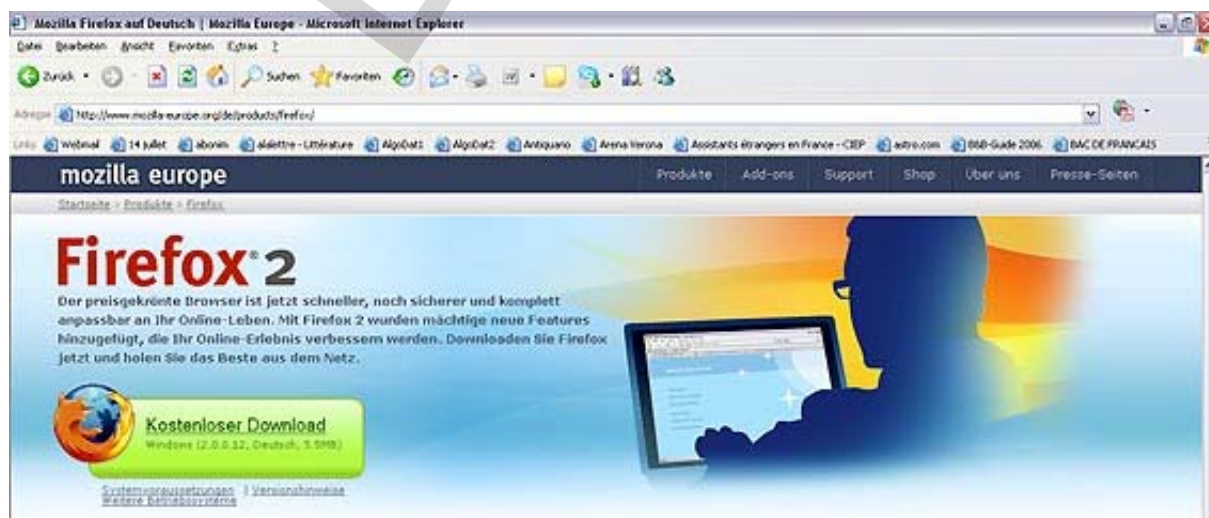 Mozilla Firefox auf Deutsch | Mozilla Europe - Microsoft Internet Explorer
Datei Bearbeiten Ansicht Favoriten Extras ?
Zurück Suchen Favoriten
Adresse http://www.mozilla-europe.org/de/products/firefox/
Links Webmail 14 juillet abonim alalettre - Littérature AlgoDat1 AlgoDat2 Antiquario Arena Verona Assistants étrangers en France - CIEP astro.com B&B-Guide 2006 BAC DE FRANCAIS
mozilla europe Produkte Add-ons Support Shop Über uns Presse-Seiten
Startseite > Produkte > Firefox
Firefox® 2
Der preisgekrönte Browser ist jetzt schneller, noch sicherer und komplett
anpassbar an Ihr Online-Leben. Mit Firefox 2 wurden mächtige neue Features
hinzugefügt, die Ihr Online-Erlebnis verbessern werden. Downloaden Sie Firefox
jetzt und holen Sie das Beste aus dem Netz.
Kostenloser Download
Windows (2.0.0.12, Deutsch, 5.5MB)
Systemvoraussetzungen | Versionshinweise
Weitere Betriebssysteme